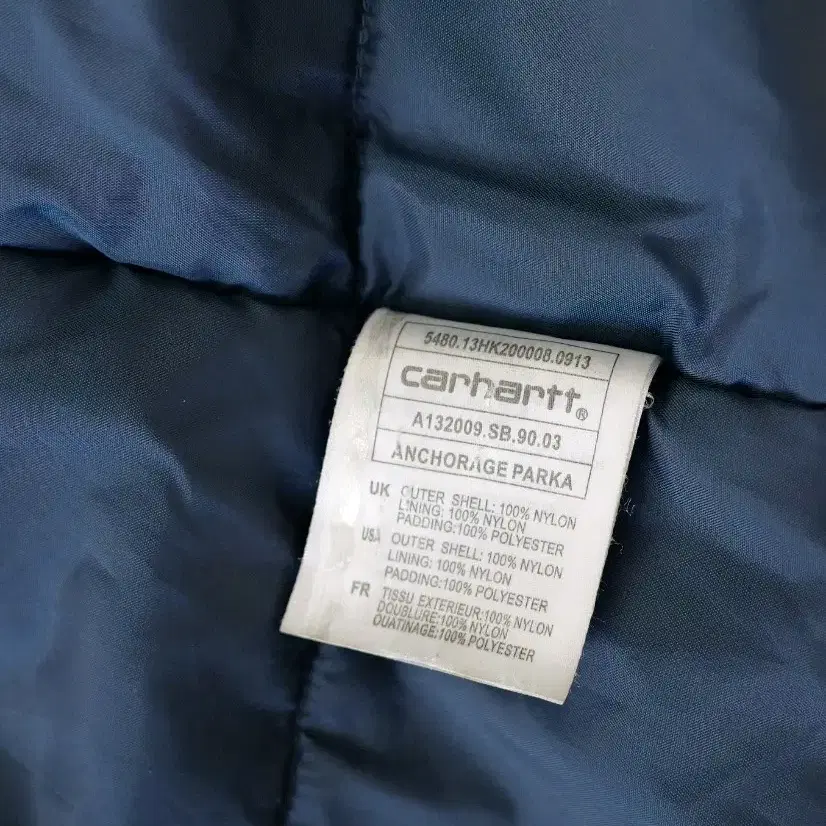 5480.13HK200008.0913
carhartt®
A132009.SB.90.03
ANCHORAGE PARKA
UK OUTER SHELL: 100% NYLON
LINING: 100% NYLON
PADDING:100% POLYESTER
USA OUTER SHELL: 100% NYLON
LINING: 100% NYLON
PADDING:100% POLYESTER
FR TISSU EXTERIEUR:100% NYLON
DOUBLURE:100% NYLON
OUATINAGE:100% POLYESTER